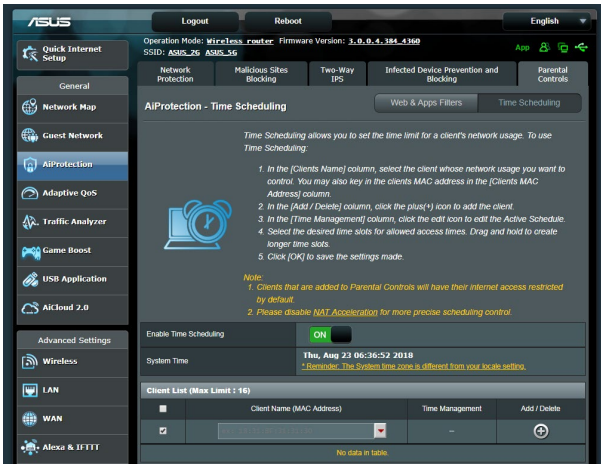 ASUS
Logout
Reboot
English
Quick Internet
Setup
Operation Mode: Wireless router Firmware Version: 3.0.0.4.384_4360
SSID: ASUS_2G ASUS_5G
App
Network
Protection
Malicious Sites
Blocking
Two-Way
IPS
Infected Device Prevention and
Blocking
Parental
Controls
General
Network Map
Guest Network
AiProtection
Adaptive QoS
Traffic Analyzer
Game Boost
USB Application
AiCloud 2.0
Advanced Settings
Wireless
LAN
WAN
Alexa & IFTTT
AiProtection - Time Scheduling
Web & Apps Filters
Time Scheduling
Time Scheduling allows you to set the time limit for a client's network usage. To use
Time Scheduling:
1. In the [Clients Name] column, select the client whose network usage you want to
control. You may also key in the clients MAC address in the [Clients MAC
Address] column.
2. In the [Add / Delete] column, click the plus(+) icon to add the client.
3. In the [Time Management] column, click the edit icon to edit the Active Schedule.
4. Select the desired time slots for allowed access times. Drag and hold to create
longer time slots.
5. Click [OK] to save the settings made.
Note:
1. Clients that are added to Parental Controls will have their internet access restricted
by default.
2. Please disable NAT Acceleration for more precise scheduling control.
Enable Time Scheduling
ON
System Time
Thu, Aug 23 06:36:52 2018
* Reminder: The System time zone is different from your locale setting.
Client List (Max Limit : 16)
Client Name (MAC Address)
Time Management
Add / Delete
–
No data in table.